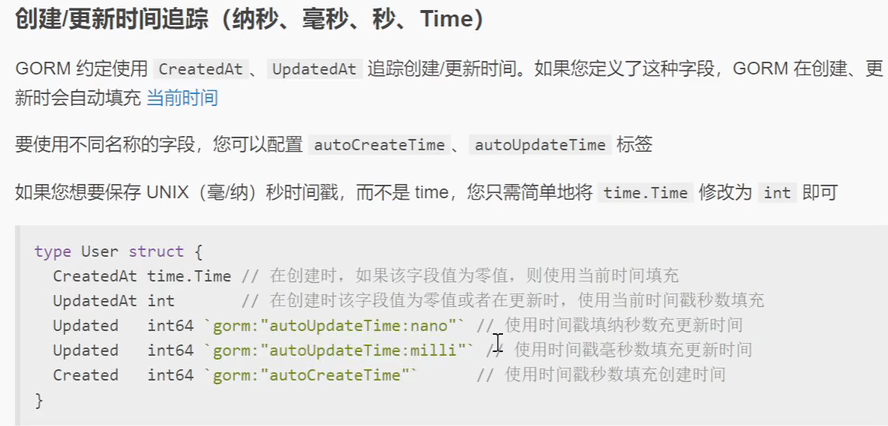 创建/更新时间追踪（纳秒、毫秒、秒、Time）
GORM 约定使用 CreatedAt、UpdatedAt 追踪创建/更新时间。如果您定义了这种字段，GORM 在创建、更
新时会自动填充 当前时间
要使用不同名称的字段，您可以配置 autoCreateTime、autoUpdateTime 标签
如果您想要保存 UNIX（毫/纳）秒时间戳，而不是 time，您只需简单地将 time.Time 修改为 int 即可
type User struct {
  CreatedAt time.Time // 在创建时，如果该字段值为零值，则使用当前时间填充
  UpdatedAt int       // 在创建时该字段值为零值或者在更新时，使用当前时间戳秒数填充
  Updated   int64 `gorm:"autoUpdateTime:nano"` // 使用时间戳填纳秒数充更新时间
  Updated   int64 `gorm:"autoUpdateTime:milli"` // 使用时间戳毫秒数填充更新时间
  Created   int64 `gorm:"autoCreateTime"`      // 使用时间戳秒数填充创建时间
}